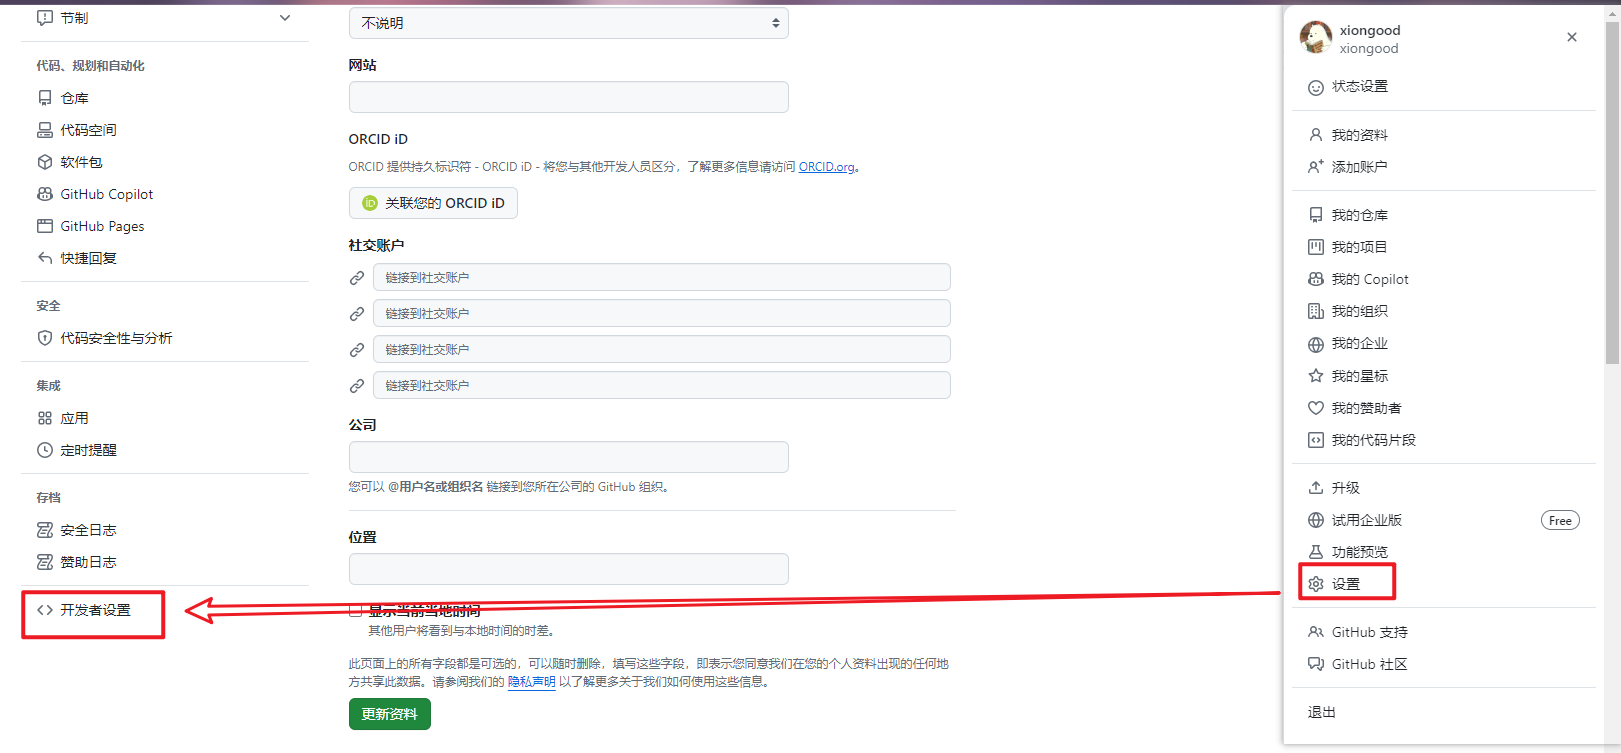 节制
代码、规划和自动化
仓库
代码空间
软件包
GitHub Copilot
GitHub Pages
快捷回复
安全
代码安全性与分析
集成
应用
定时提醒
存档
安全日志
赞助日志
开发者设置
不说明
网站
ORCID iD
ORCID 提供持久标识符 - ORCID iD - 将您与其他开发人员区分，了解更多信息请访问 ORCID.org。
iD 关联您的 ORCID iD
社交账户
链接到社交账户
链接到社交账户
链接到社交账户
链接到社交账户
公司
您可以 @用户名或组织名 链接到您所在公司的 GitHub 组织。
位置
显示当前当地时间
其他用户将看到与本地时间的时差。
此页面上的所有字段都是可选的，可以随时删除，填写这些字段，即表示您同意我们在您的个人资料出现的任何地
方共享此数据。请参阅我们的 隐私声明 以了解更多关于我们如何使用这些信息。
更新资料
xiongood
xiongood
状态设置
我的资料
添加账户
我的仓库
我的项目
我的 Copilot
我的组织
我的企业
我的星标
我的赞助者
我的代码片段
升级
试用企业版 Free
功能预览
设置
GitHub 支持
GitHub 社区
退出